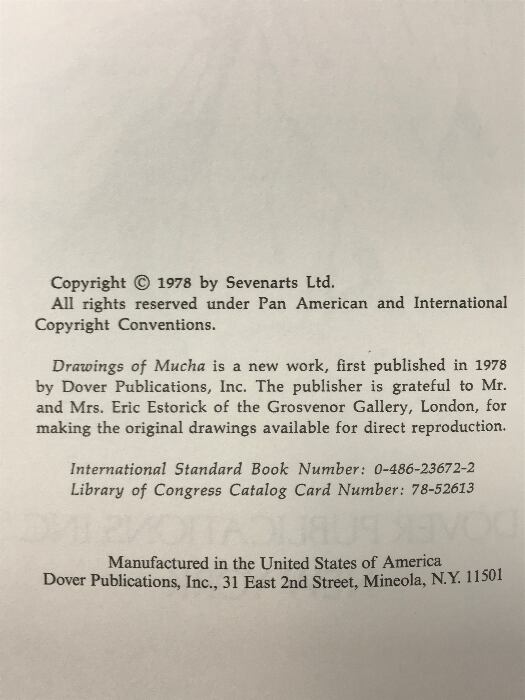 Copyright © 1978 by Sevenarts Ltd.
All rights reserved under Pan American and International
Copyright Conventions.
Drawings of Mucha is a new work, first published in 1978
by Dover Publications, Inc. The publisher is grateful to Mr.
and Mrs. Eric Estorick of the Grosvenor Gallery, London, for
making the original drawings available for direct reproduction.
International Standard Book Number: 0-486-23672-2
Library of Congress Catalog Card Number: 78-52613
DOVER PUBLICATIONS INC
Manufactured in the United States of America
Dover Publications, Inc., 31 East 2nd Street, Mineola, N.Y. 11501